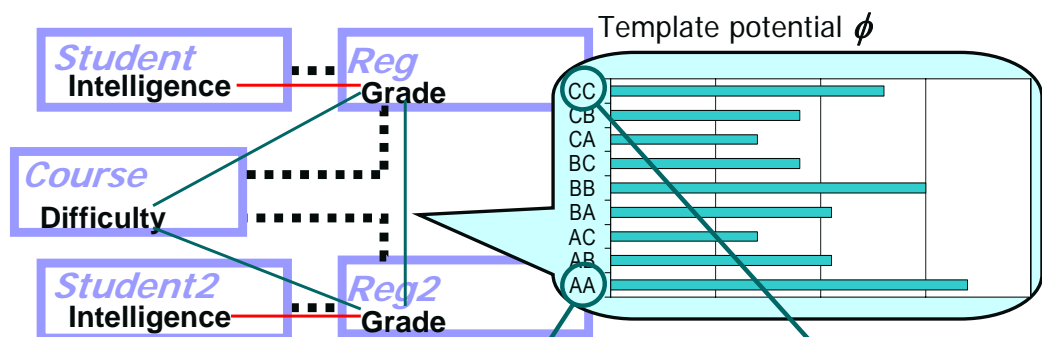 Template potential ϕ
Student
Intelligence
Reg
Grade
Course
Difficulty
Student2
Intelligence
Reg2
Grade
CC
CB
CA
BC
BB
BA
AC
AB
AA